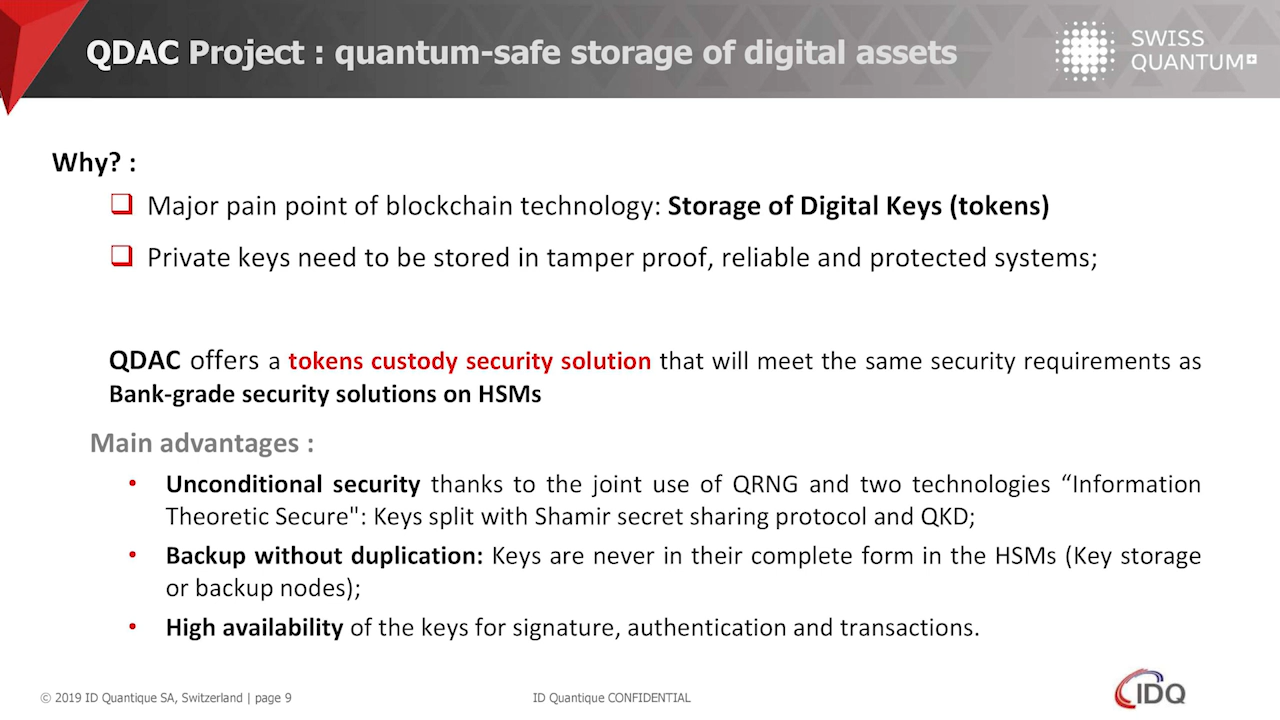 QDAC Project : quantum-safe storage of digital assets
SWISS
QUANTUM
Why? :
Major pain point of blockchain technology: Storage of Digital Keys (tokens)
Private keys need to be stored in tamper proof, reliable and protected systems;
QDAC offers a tokens custody security solution that will meet the same security requirements as
Bank-grade security solutions on HSMs
Main advantages :
• Unconditional security thanks to the joint use of QRNG and two technologies “Information
Theoretic Secure": Keys split with Shamir secret sharing protocol and QKD;
• Backup without duplication: Keys are never in their complete form in the HSMs (Key storage
or backup nodes);
• High availability of the keys for signature, authentication and transactions.
© 2019 ID Quantique SA, Switzerland | page 9
ID Quantique CONFIDENTIAL
IDQ